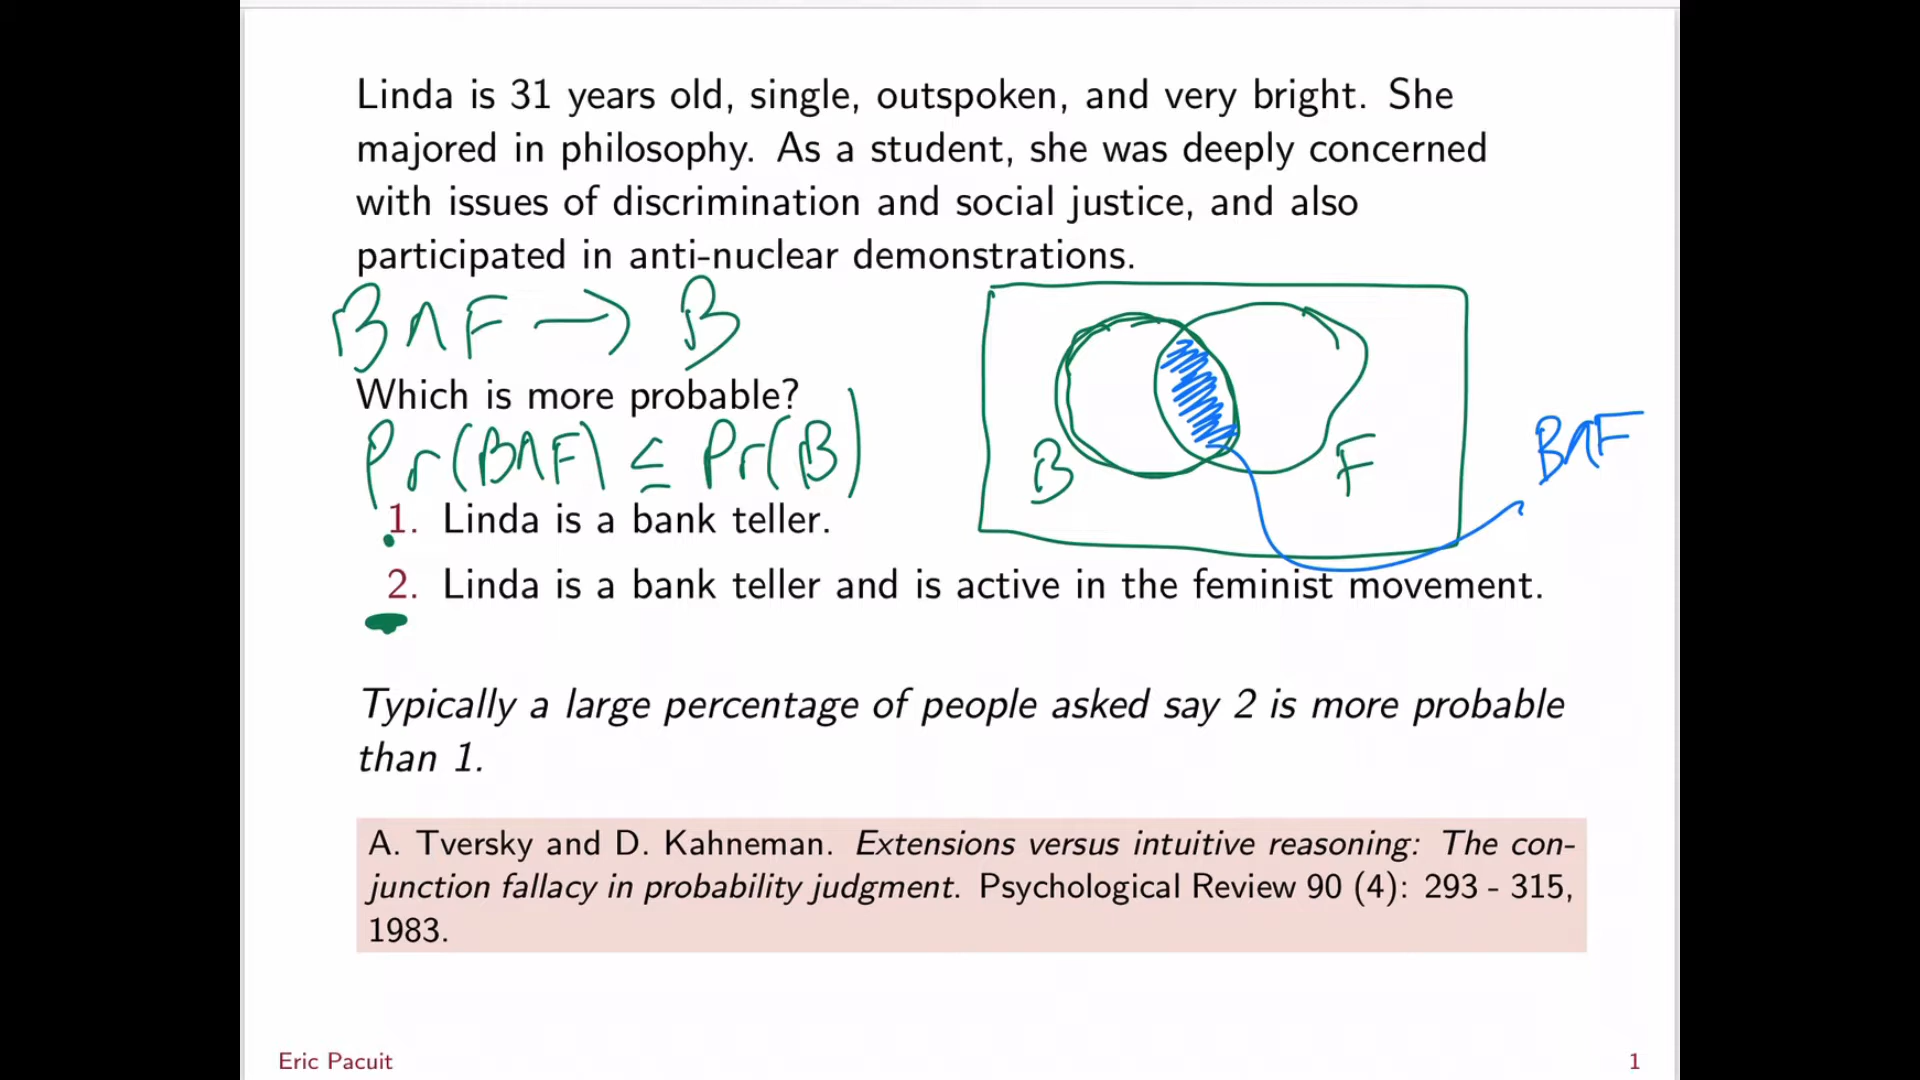 Linda is 31 years old, single, outspoken, and very bright. She
majored in philosophy. As a student, she was deeply concerned
with issues of discrimination and social justice, and also
participated in anti-nuclear demonstrations.
B∧F → B
Which is more probable?
Pr(B∧F) ≤ Pr(B)
B
F
B∧F
1. Linda is a bank teller.
2. Linda is a bank teller and is active in the feminist movement.
Typically a large percentage of people asked say 2 is more probable
than 1.
A. Tversky and D. Kahneman. Extensions versus intuitive reasoning: The con-
junction fallacy in probability judgment. Psychological Review 90 (4): 293 - 315,
1983.
Eric Pacuit
1